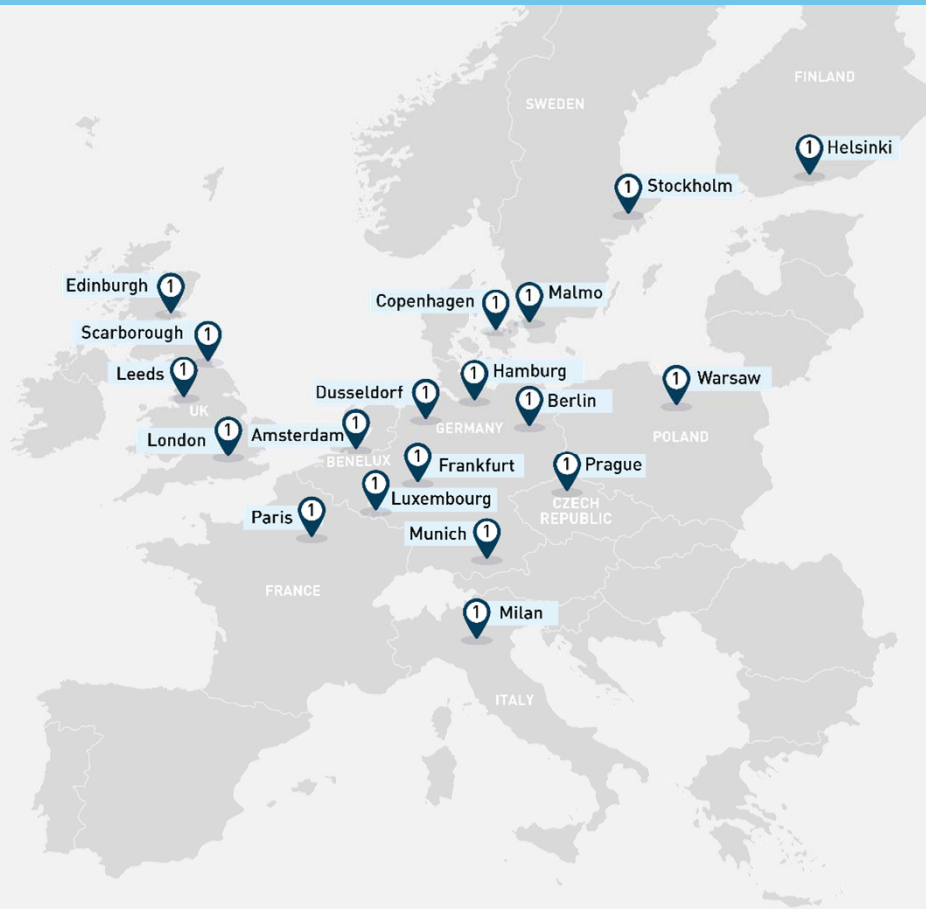 FINLAND
SWEDEN
1 Helsinki
1 Stockholm
Edinburgh 1
Copenhagen 1
1 Malmo
Scarborough 1
Leeds 1
1 Hamburg
1 Warsaw
Dusseldorf 1
1 Berlin
UK
London 1
Amsterdam 1
GERMANY
POLAND
BENELUX
1 Frankfurt
1 Prague
1 Luxembourg
CZECH
REPUBLIC
Paris 1
Munich 1
FRANCE
1 Milan
ITALY